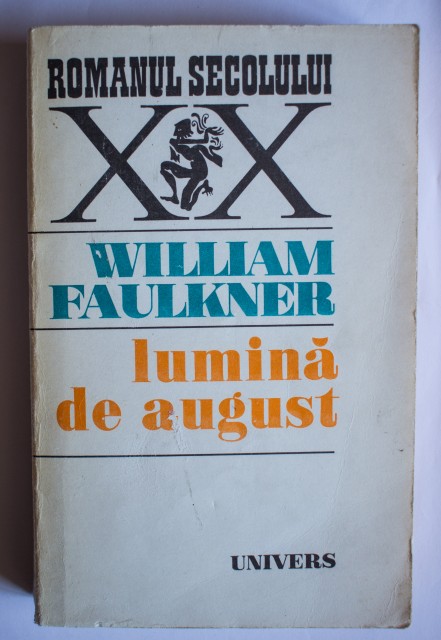 ROMANUL SECOLULUI
XX
WILLIAM
FAULKNER
lumină
de august
UNIVERS